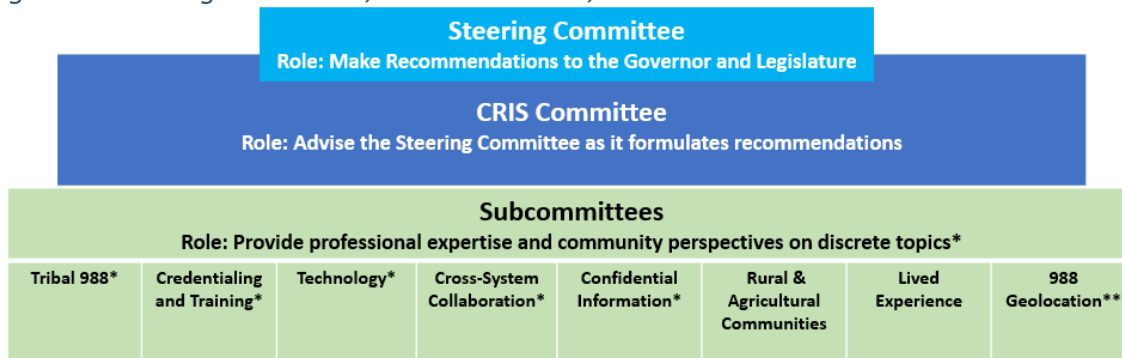 Steering Committee
Role: Make Recommendations to the Governor and Legislature
CRIS Committee
Role: Advise the Steering Committee as it formulates recommendations
Subcommittees
Role: Provide professional expertise and community perspectives on discrete topics*
Tribal 988*
Credentialing
and Training*
Technology*
Cross-System
Collaboration*
Confidential
Information*
Rural &
Agricultural
Communities
Lived
Experience
988
Geolocation**